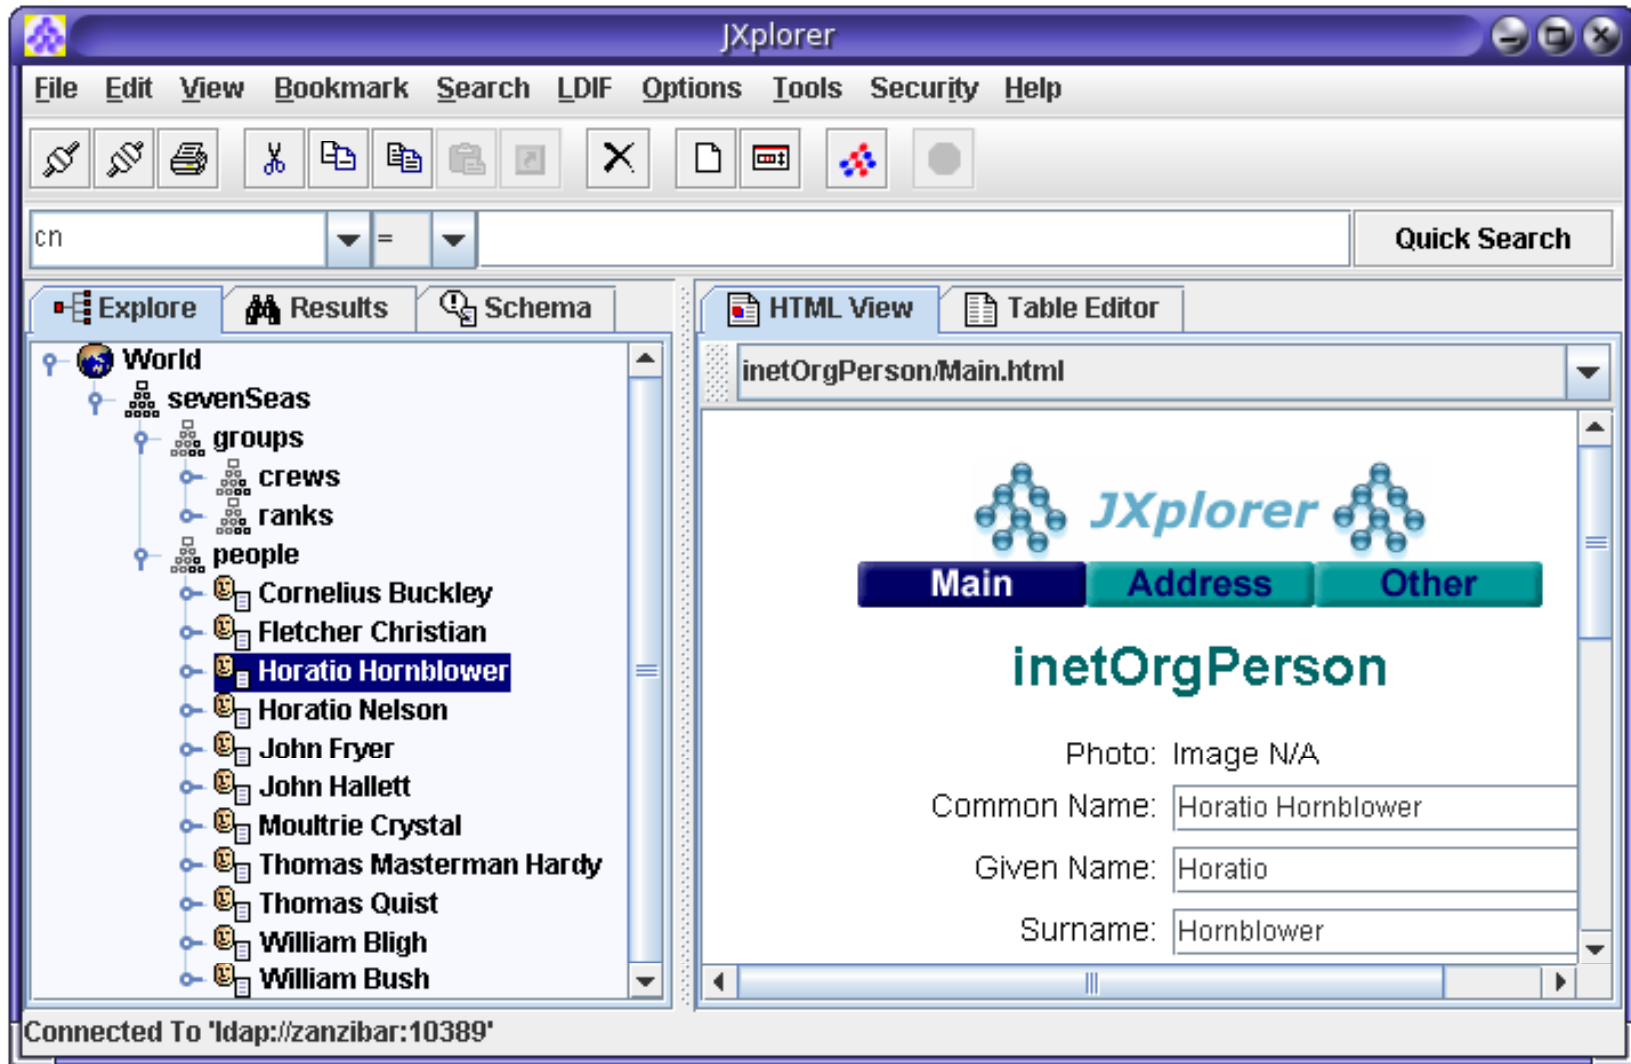 JXplorer
File Edit View Bookmark Search LDIF Options Tools Security Help
cn = Quick Search
Explore Results Schema HTML View Table Editor
World
sevenSeas
groups
crews
ranks
people
Cornelius Buckley
Fletcher Christian
Horatio Hornblower
Horatio Nelson
John Fryer
John Hallett
Moultrie Crystal
Thomas Masterman Hardy
Thomas Quist
William Bligh
William Bush
inetOrgPerson/Main.html
JXplorer
Main Address Other
inetOrgPerson
Photo: Image N/A
Common Name: Horatio Hornblower
Given Name: Horatio
Surname: Hornblower
Connected To 'ldap://zanzibar:10389'